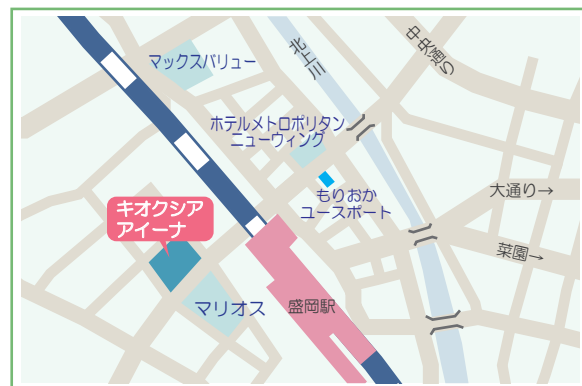 マックスバリュー
北上川
中央通り
ホテルメトロポリタン
ニューウィング
もりおか
ユースポート
大通り→
菜園→
キオクシア
アイーナ
マリオス
盛岡駅